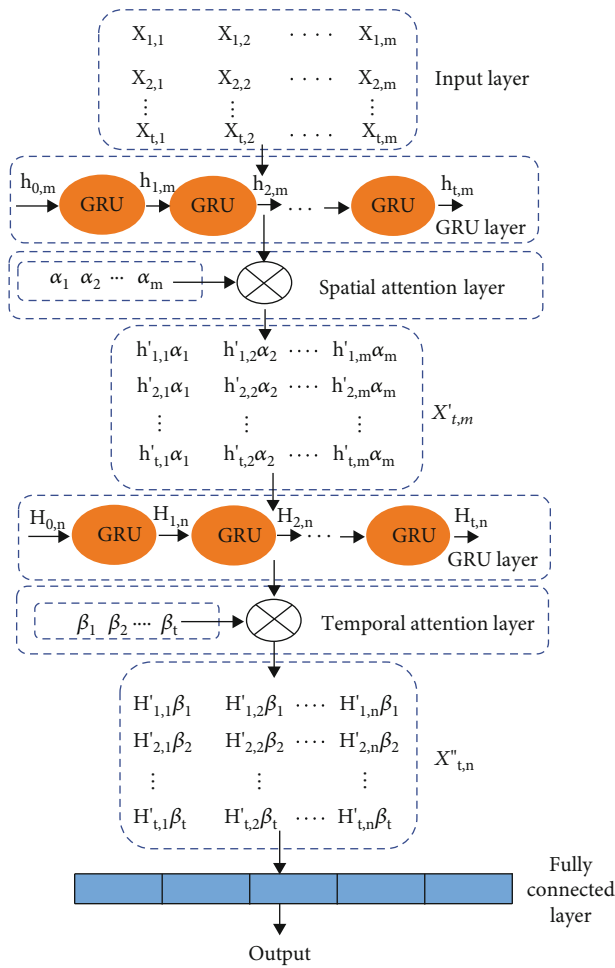 X1,1 X1,2 .... X1,m
X2,1 X2,2 .... X2,m
Input layer
⋮ ⋮ ⋮
Xt,1 Xt,2 .... Xt,m
h0,m h1,m h2,m ht,m
GRU GRU ... GRU
GRU layer
α1 α2 ... αm
Spatial attention layer
h'1,1α1 h'1,2α2 .... h'1,mαm
h'2,1α1 h'2,2α2 .... h'2,mαm
X't,m
⋮ ⋮ ⋮
h't,1α1 h't,2α2 .... h't,mαm
H0,n H1,n H2,n Ht,n
GRU GRU ... GRU
GRU layer
β1 β2 .... βt
Temporal attention layer
H'1,1β1 H'1,2β1 .... H'1,nβ1
H'2,1β2 H'2,2β2 .... H'2,nβ2
X"t,n
⋮ ⋮ ⋮
H't,1βt H't,2βt .... H't,nβt
Fully
connected
layer
Output